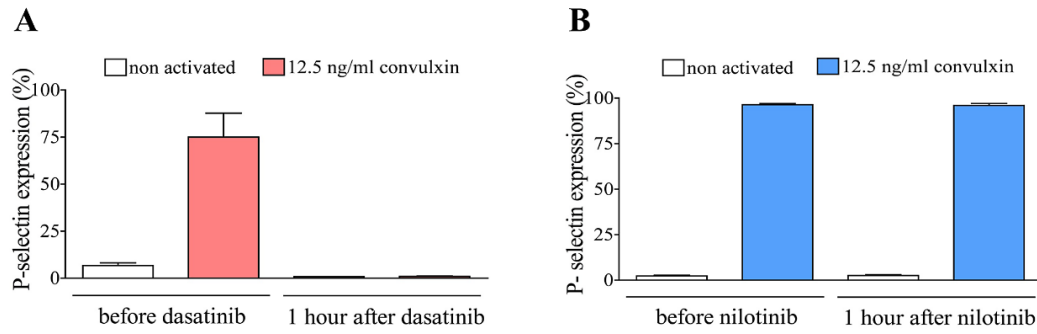 A
non activated 12.5 ng/ml convulxin
P-selectin expression (%)
100
75
50
25
0
before dasatinib 1 hour after dasatinib
B
non activated 12.5 ng/ml convulxin
P- selectin expression (%)
100
75
50
25
0
before nilotinib 1 hour after nilotinib